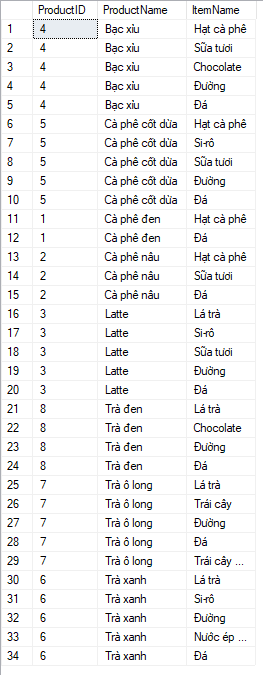 ProductID ProductName ItemName
1 4 Bạc xỉu Hạt cà phê
2 4 Bạc xỉu Sữa tươi
3 4 Bạc xỉu Chocolate
4 4 Bạc xỉu Đường
5 4 Bạc xỉu Đá
6 5 Cà phê cốt dừa Hạt cà phê
7 5 Cà phê cốt dừa Si-rô
8 5 Cà phê cốt dừa Sữa tươi
9 5 Cà phê cốt dừa Đường
10 5 Cà phê cốt dừa Đá
11 1 Cà phê đen Hạt cà phê
12 1 Cà phê đen Đá
13 2 Cà phê nâu Hạt cà phê
14 2 Cà phê nâu Sữa tươi
15 2 Cà phê nâu Đá
16 3 Latte Lá trà
17 3 Latte Si-rô
18 3 Latte Sữa tươi
19 3 Latte Đường
20 3 Latte Đá
21 8 Trà đen Lá trà
22 8 Trà đen Chocolate
23 8 Trà đen Đường
24 8 Trà đen Đá
25 7 Trà ô long Lá trà
26 7 Trà ô long Trái cây
27 7 Trà ô long Đường
28 7 Trà ô long Đá
29 7 Trà ô long Trái cây ...
30 6 Trà xanh Lá trà
31 6 Trà xanh Si-rô
32 6 Trà xanh Đường
33 6 Trà xanh Nước ép ...
34 6 Trà xanh Đá